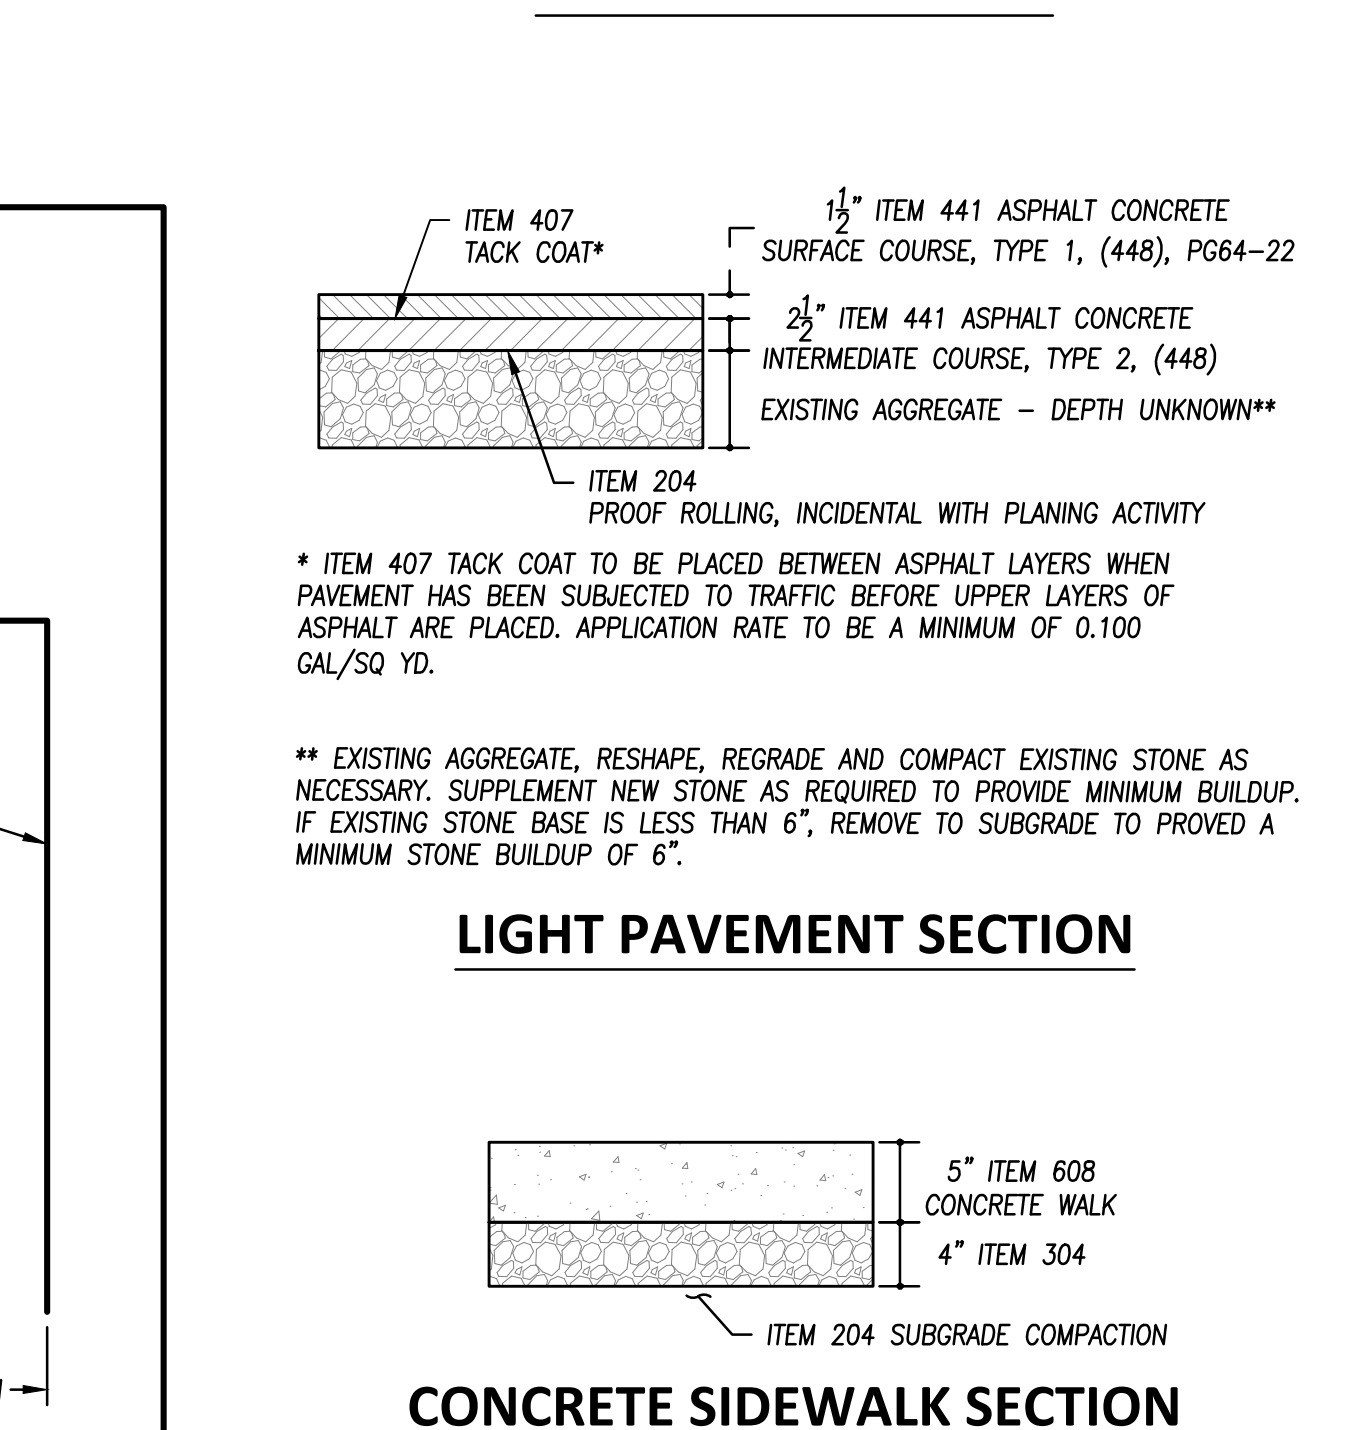 ITEM 407
TACK COAT*
1 1/2” ITEM 441 ASPHALT CONCRETE
SURFACE COURSE, TYPE 1, (448), PG64-22
2 1/2” ITEM 441 ASPHALT CONCRETE
INTERMEDIATE COURSE, TYPE 2, (448)
EXISTING AGGREGATE – DEPTH UNKNOWN**
ITEM 204
PROOF ROLLING, INCIDENTAL WITH PLANING ACTIVITY
* ITEM 407 TACK COAT TO BE PLACED BETWEEN ASPHALT LAYERS WHEN
PAVEMENT HAS BEEN SUBJECTED TO TRAFFIC BEFORE UPPER LAYERS OF
ASPHALT ARE PLACED. APPLICATION RATE TO BE A MINIMUM OF 0.100
GAL/SQ YD.
** EXISTING AGGREGATE, RESHAPE, REGRADE AND COMPACT EXISTING STONE AS
NECESSARY. SUPPLEMENT NEW STONE AS REQUIRED TO PROVIDE MINIMUM BUILDUP.
IF EXISTING STONE BASE IS LESS THAN 6”, REMOVE TO SUBGRADE TO PROVED A
MINIMUM STONE BUILDUP OF 6”.
LIGHT PAVEMENT SECTION
5” ITEM 608
CONCRETE WALK
4” ITEM 304
ITEM 204 SUBGRADE COMPACTION
CONCRETE SIDEWALK SECTION